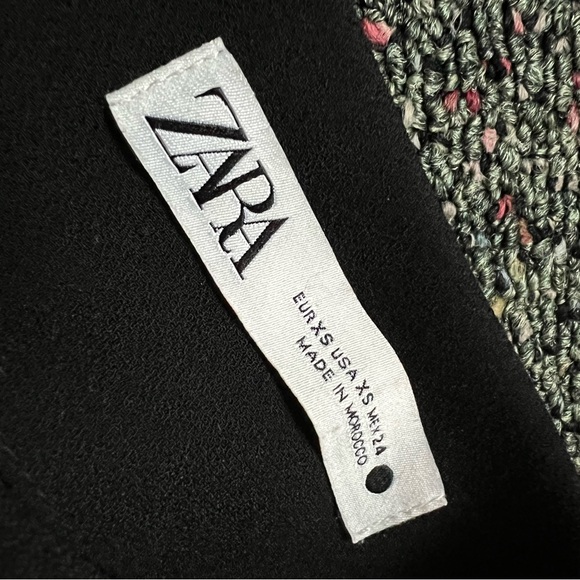 ZARA
EUR XS USA XS MEX 24
MADE IN MOROCCO